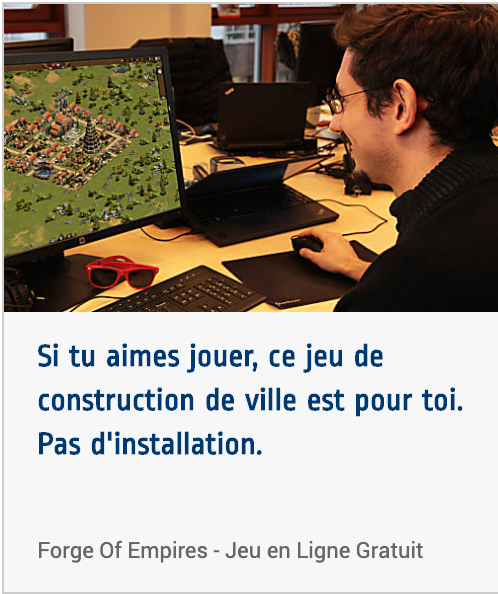 Si tu aimes jouer, ce jeu de
construction de ville est pour toi.
Pas d'installation.
Forge Of Empires - Jeu en Ligne Gratuit